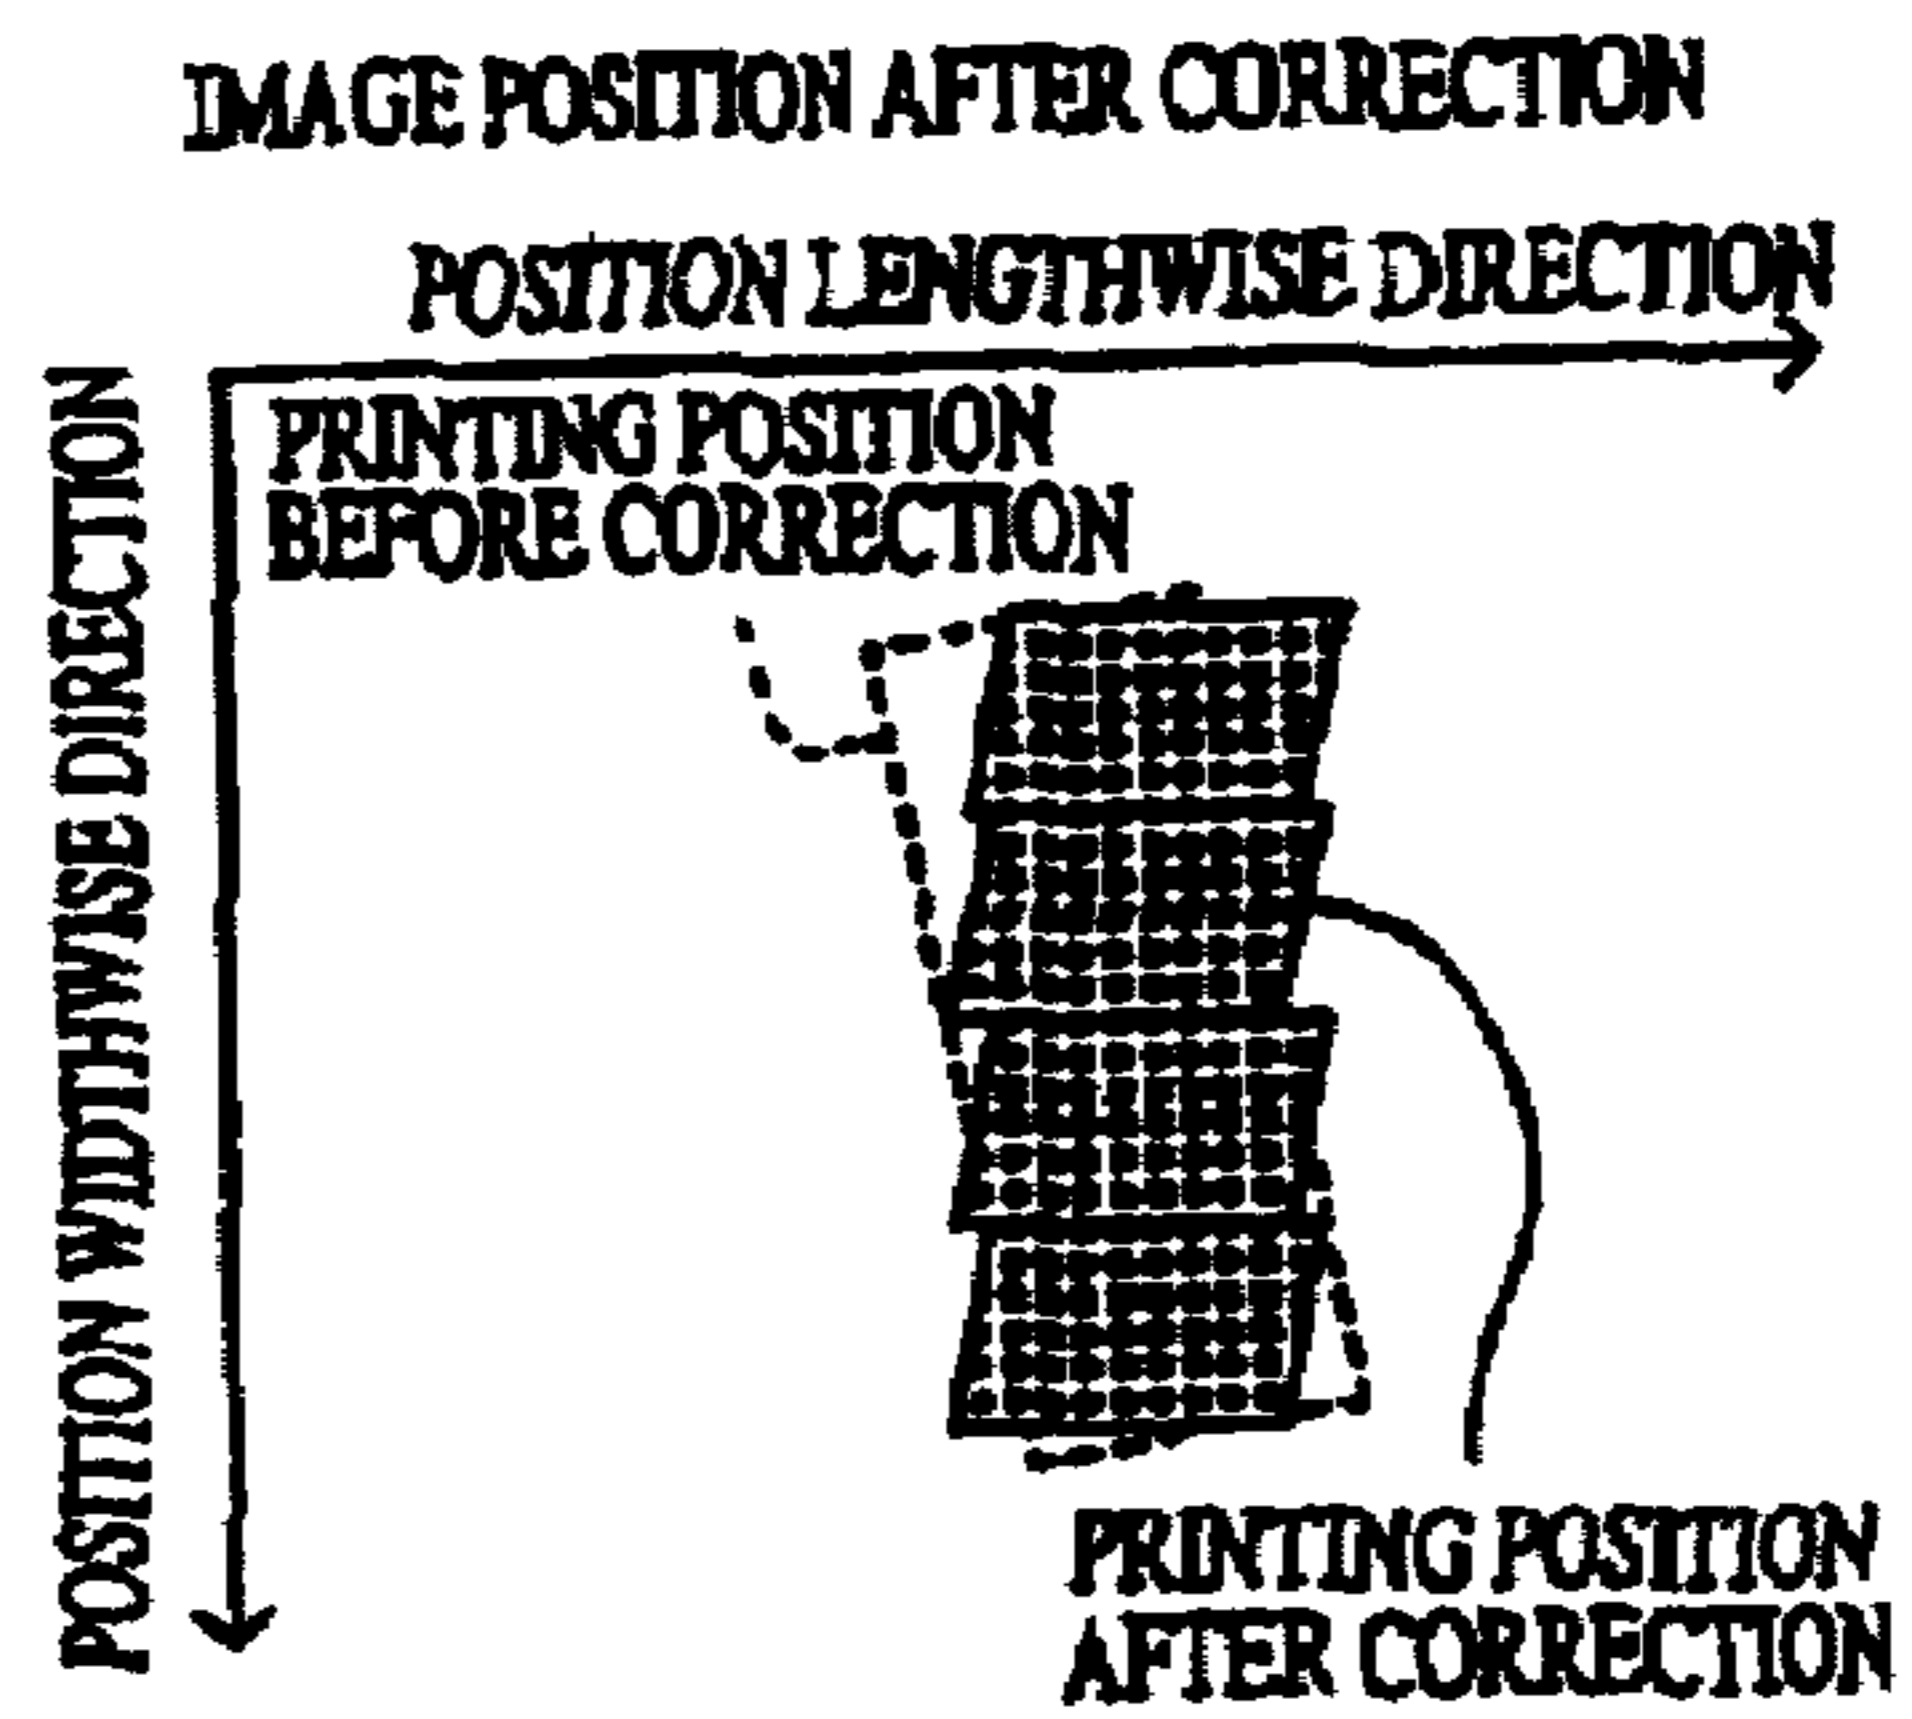 IMAGE POSITION AFTER CORRECTION
POSITION LENGTHWISE DIRECTION
POSITION WIDTHWISE DIRECTION
PRINTING POSITION
BEFORE CORRECTION
PRINTING POSITION
AFTER CORRECTION